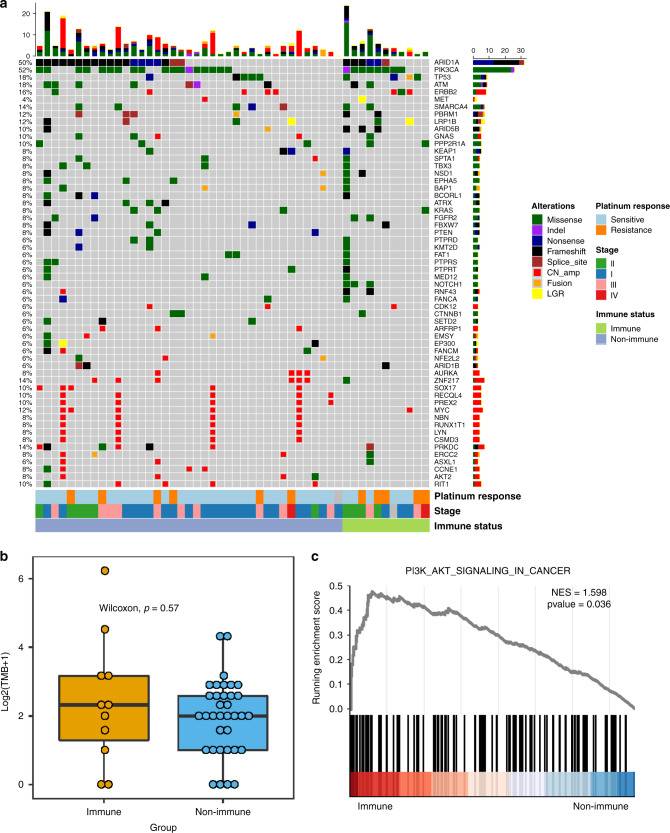 a
20
10
0
0 10 20 30
50% ARID1A
52% PIK3CA
18% TP53
18% ATM
16% ERBB2
4% MET
14% SMARCA4
12% PBRM1
12% LRP1B
10% ARID5B
10% GNAS
10% PPP2R1A
8% KEAP1
8% SPTA1
8% TBX3
8% NSD1
8% EPHA5
8% BAP1
8% BCORL1
8% ATRX
8% KRAS
8% FGFR2
8% FBXW7
6% PTEN
6% PTPRD
6% KMT2D
6% FAT1
6% PTPRS
6% PTPRT
6% MED12
6% NOTCH1
6% RNF43
6% FANCA
6% CDK12
6% CTNNB1
6% SETD2
6% ARFRP1
6% EMSY
6% EP300
6% FANCM
6% NFE2L2
6% ARID1B
8% AURKA
14% ZNF217
10% SOX17
10% RECQL4
10% PREX2
12% MYC
8% NBN
8% RUNX1T1
8% LYN
8% CSMD3
14% PRKDC
8% ERCC2
6% ASXL1
8% CCNE1
8% AKT2
10% RIT1
Platinum response
Stage
Immune status
Alterations
Missense
Indel
Nonsense
Frameshift
Splice_site
CN_amp
Fusion
LGR
Platinum response
Sensitive
Resistance
Stage
II
I
III
IV
Immune status
Immune
Non-immune
b
Wilcoxon, p = 0.57
Log2(TMB+1)
6
4
2
0
Immune Non-immune
Group
c
PI3K_AKT_SIGNALING_IN_CANCER
NES = 1.598
pvalue = 0.036
Running enrichment score
0.5
0.4
0.3
0.2
0.1
0.0
Immune Non-immune